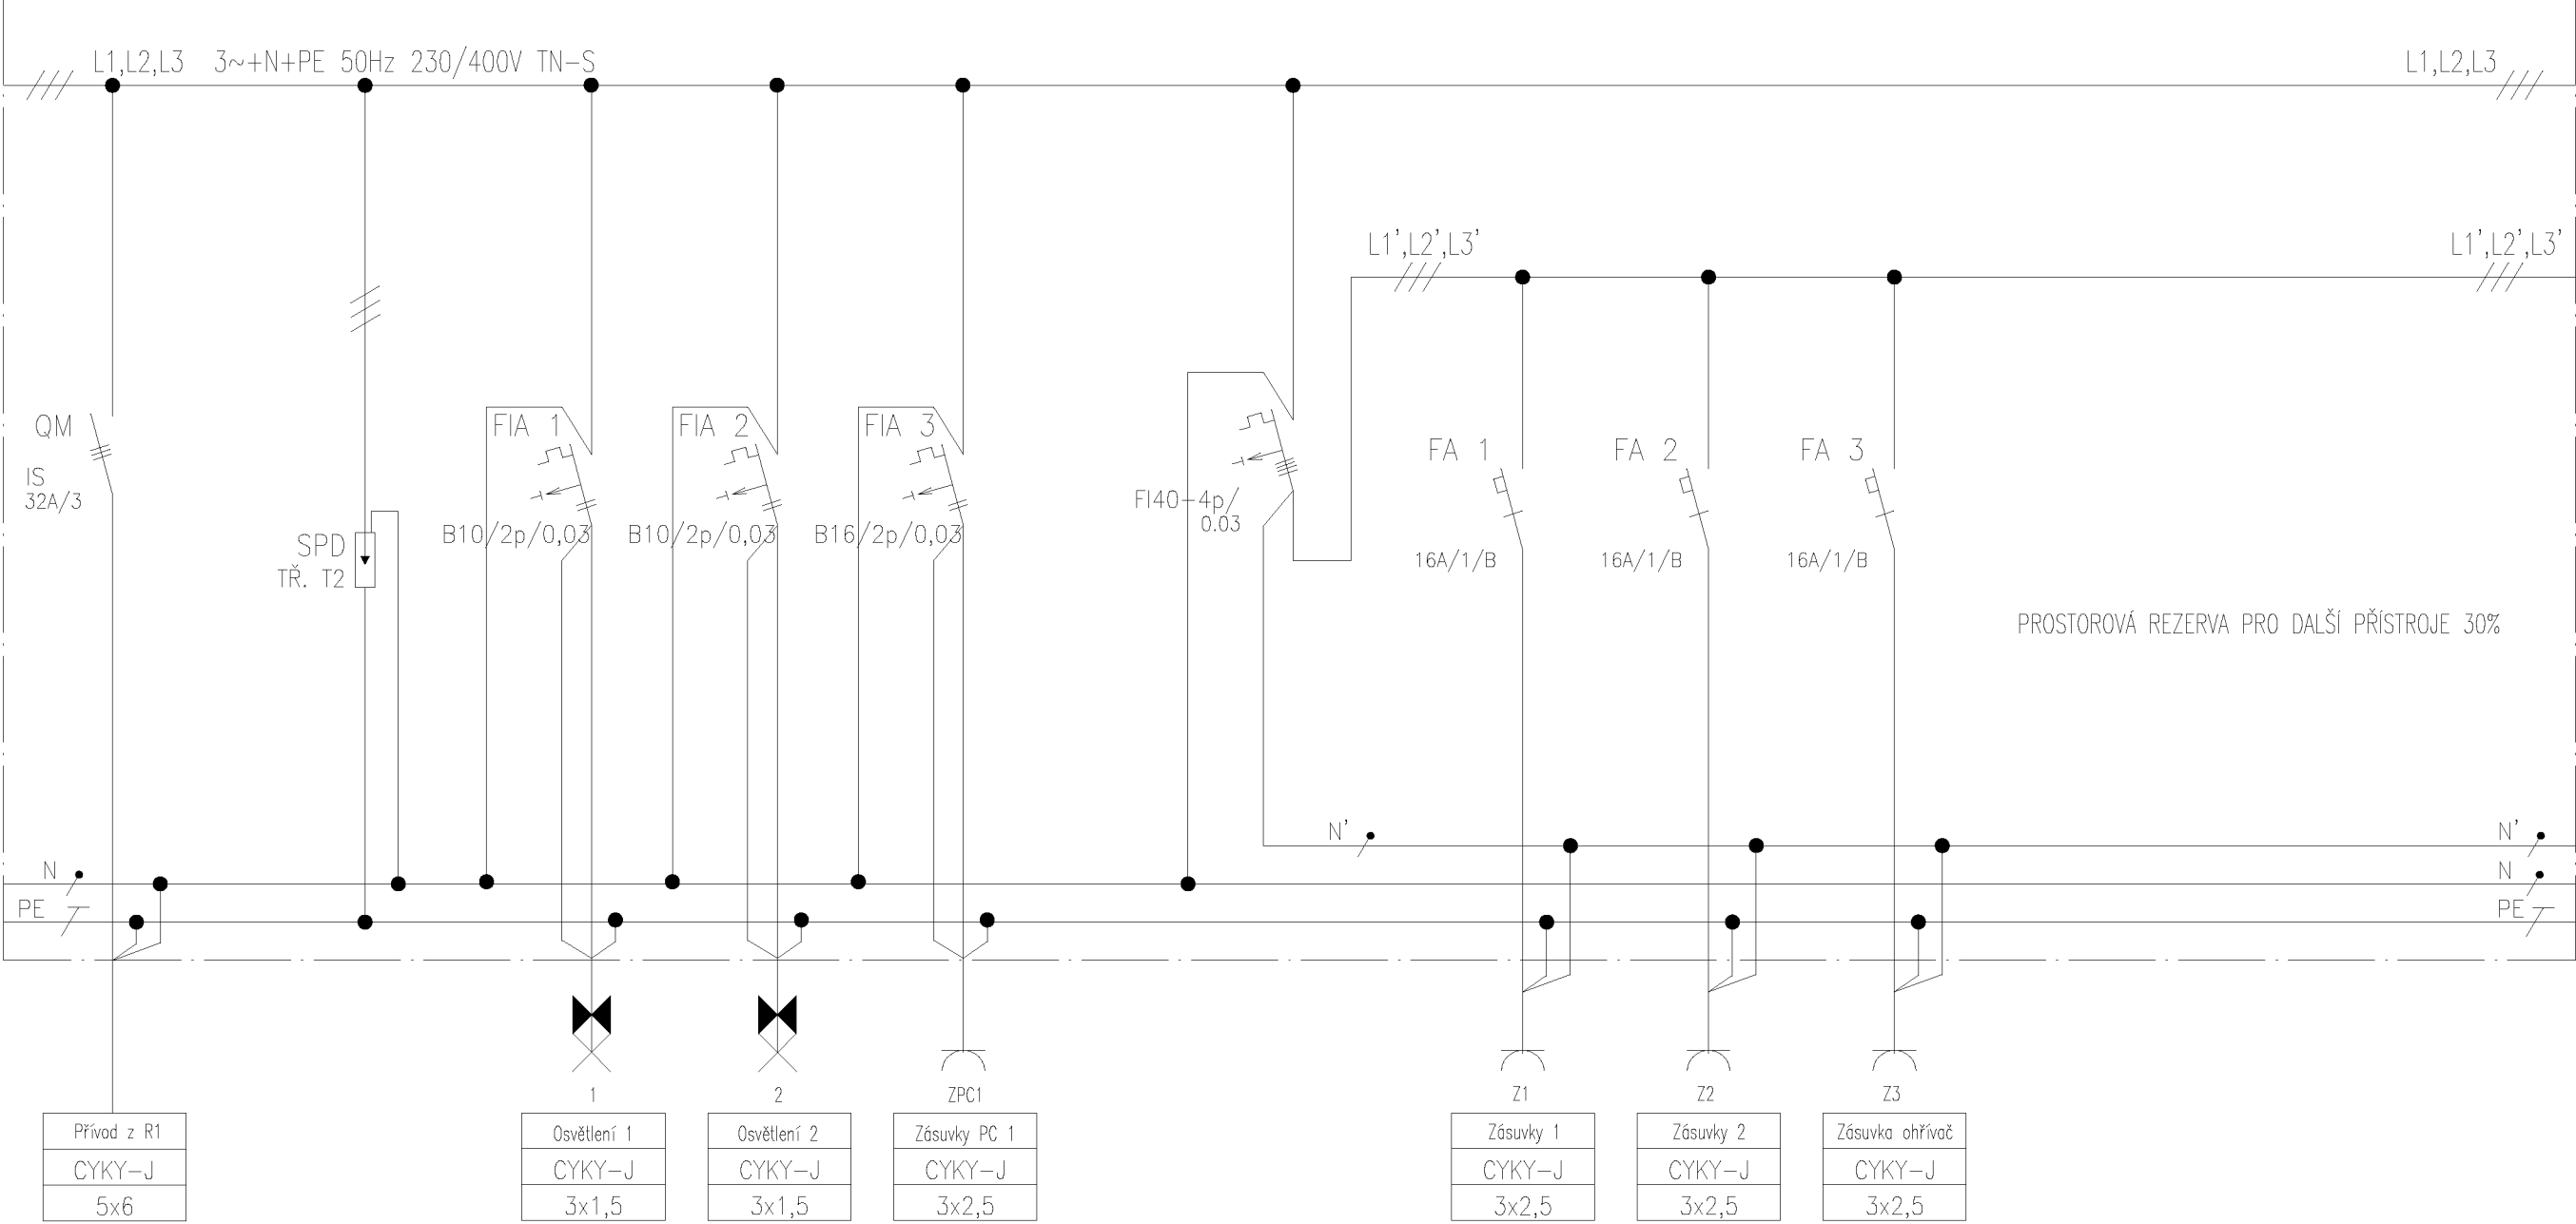 L1,L2,L3 3~+N+PE 50Hz 230/400V TN-S
L1,L2,L3
L1',L2',L3'
L1',L2',L3'
QM
IS
32A/3
SPD
TŘ. T2
FIA 1
B10/2p/0,03
FIA 2
B10/2p/0,03
FIA 3
B16/2p/0,03
FI40-4p/
0.03
FA 1
16A/1/B
FA 2
16A/1/B
FA 3
16A/1/B
PROSTOROVÁ REZERVA PRO DALŠÍ PŘÍSTROJE 30%
N'
N'
N
N
PE
PE
1
2
ZPC1
Z1
Z2
Z3
Přívod z R1
CYKY-J
5x6
Osvětlení 1
CYKY-J
3x1,5
Osvětlení 2
CYKY-J
3x1,5
Zásuvky PC 1
CYKY-J
3x2,5
Zásuvky 1
CYKY-J
3x2,5
Zásuvky 2
CYKY-J
3x2,5
Zásuvka ohřívač
CYKY-J
3x2,5